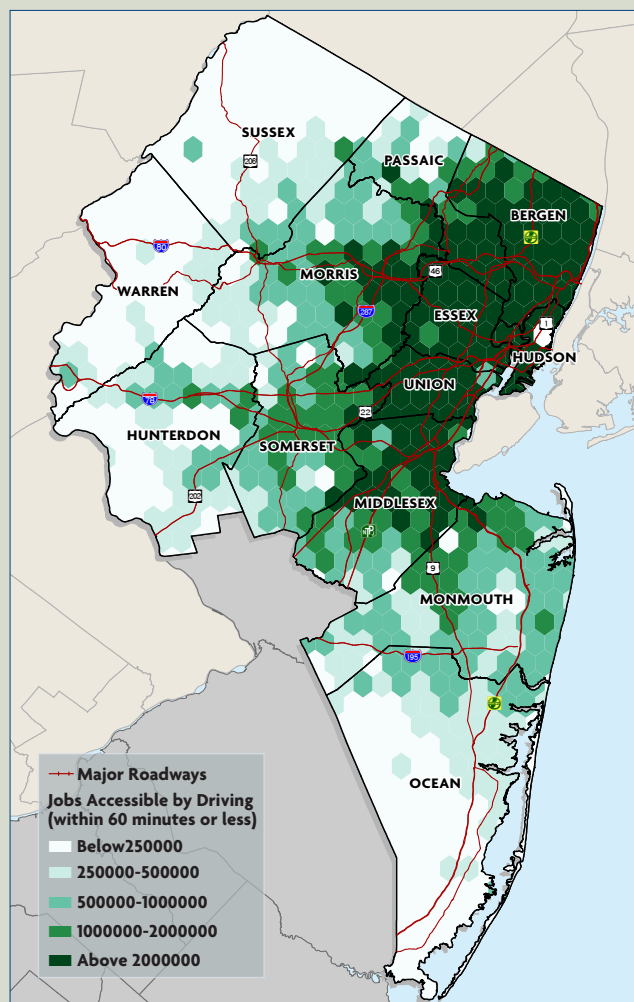 SUSSEX
206
PASSAIC
BERGEN
80
MORRIS
46
WARREN
287
ESSEX
1
HUDSON
UNION
78
22
HUNTERDON
SOMERSET
202
MIDDLESEX
9
MONMOUTH
195
OCEAN
Major Roadways
Jobs Accessible by Driving
(within 60 minutes or less)
Below250000
250000-500000
500000-1000000
1000000-2000000
Above 2000000